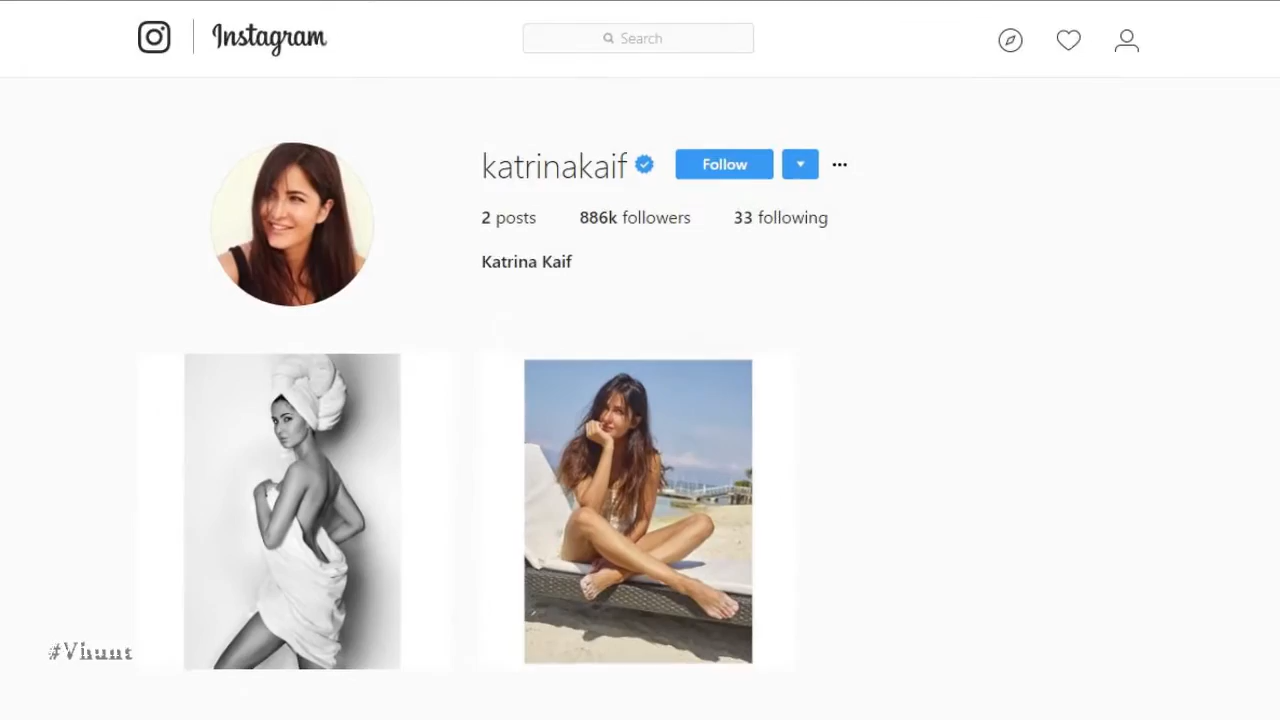 Instagram
Search
katrinakaif
Follow
2 posts 886k followers 33 following
Katrina Kaif
#Vhunt